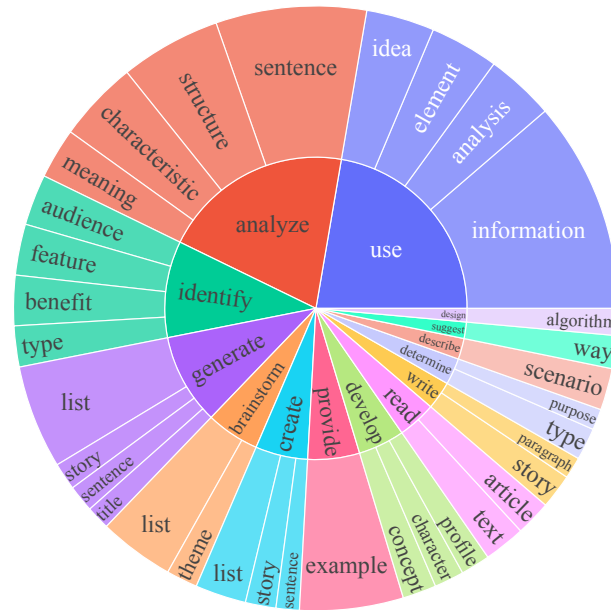 use
idea
element
analysis
information
analyze
sentence
structure
characteristic
meaning
identify
audience
feature
benefit
type
generate
list
story
sentence
title
brainstorm
list
theme
create
list
story
sentence
provide
example
develop
concept
character
profile
read
text
article
write
story
paragraph
determine
type
purpose
describe
scenario
suggest
way
design
algorithm